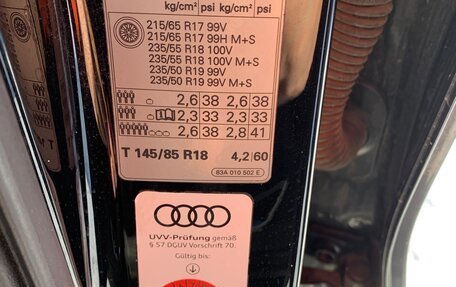 kg/cm² psi kg/cm² psi
215/65 R17 99V
215/65 R17 99H M+S
235/55 R18 100V
235/55 R18 100V M+S
235/50 R19 99V
235/50 R19 99V M+S
2,6 38 2,6 38
2,3 33 2,3 33
2,6 38 2,8 41
T 145/85 R18 4,2 60
83A 010 502 E
M T
UVV-Prüfung gemäß
§ 57 DGUV Vorschrift 70.
Gültig bis: